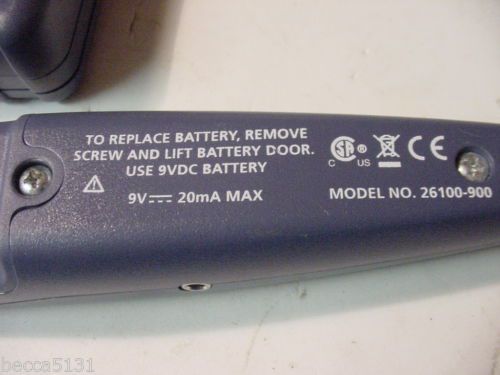 TO REPLACE BATTERY, REMOVE
SCREW AND LIFT BATTERY DOOR.
USE 9VDC BATTERY
9V⎓ 20mA MAX
C SA ® US CE
MODEL NO. 26100-900
becca5131